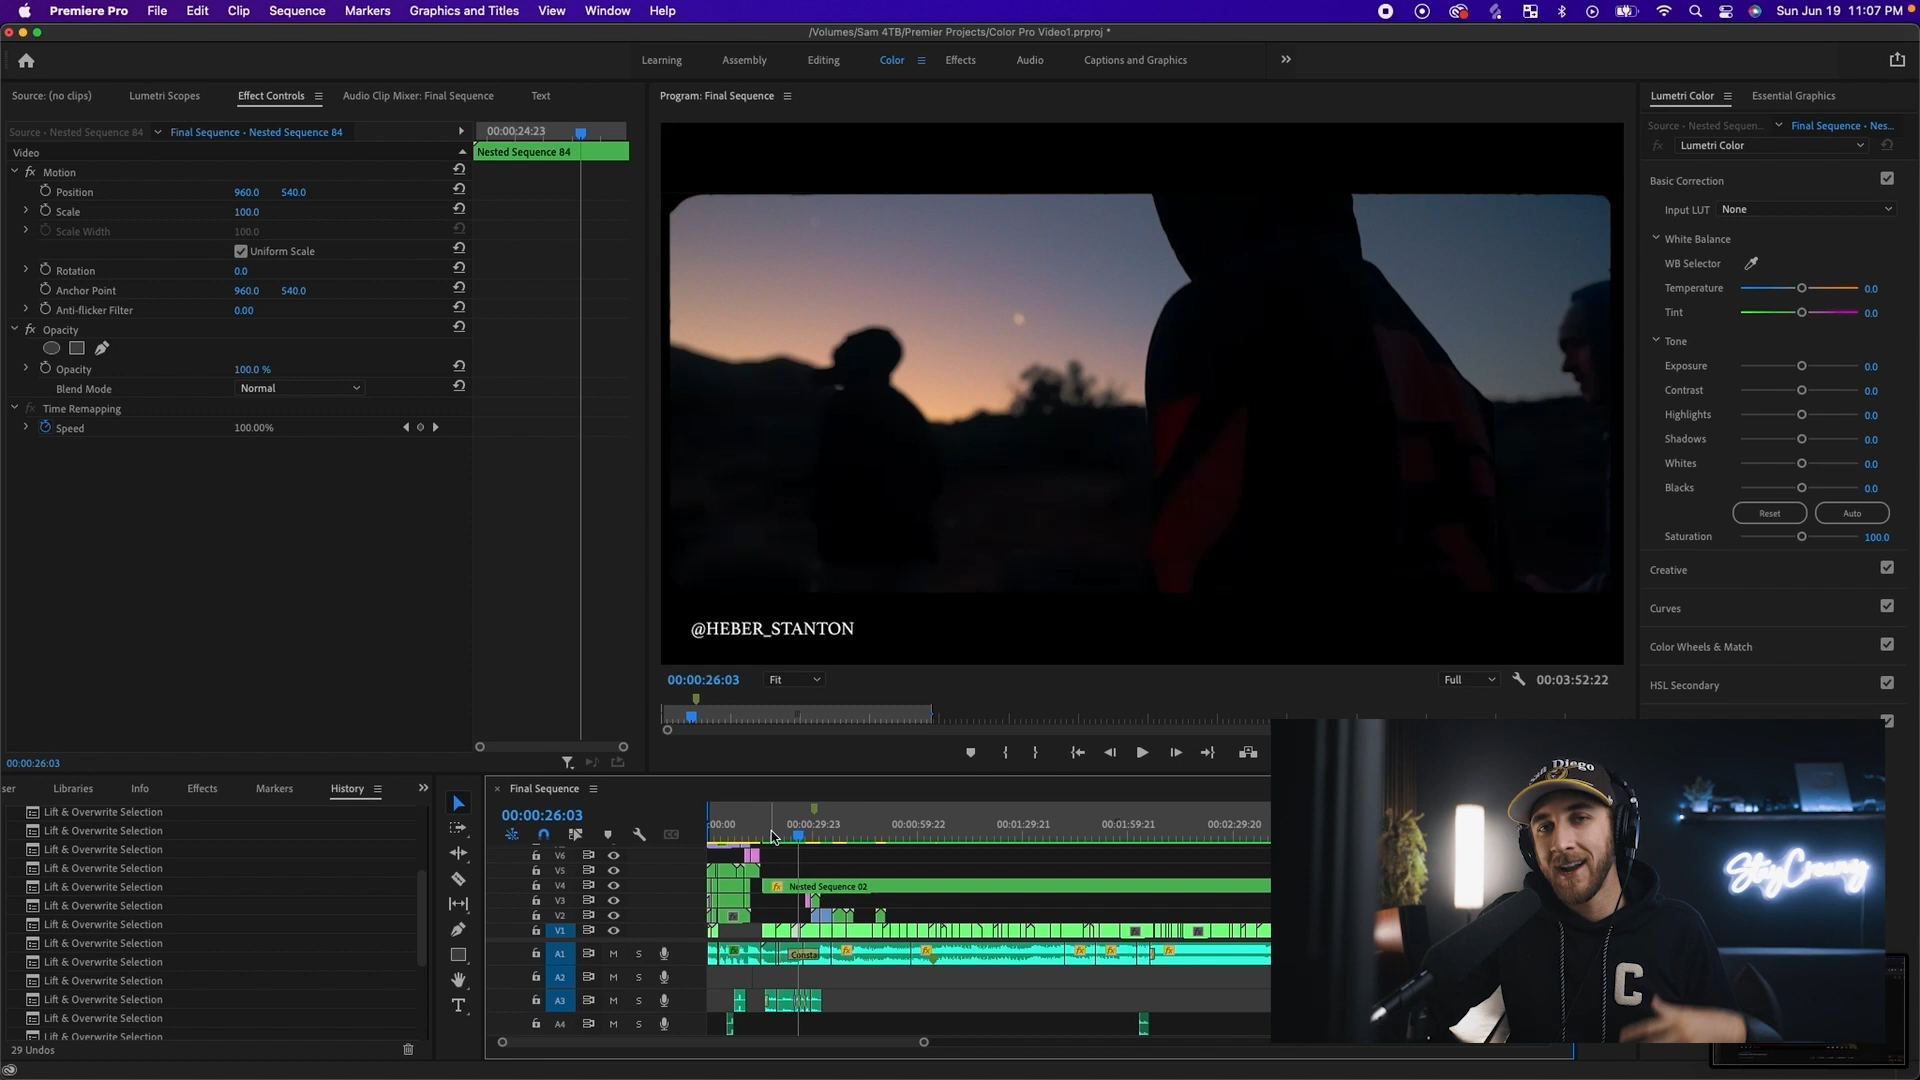 Premiere Pro File Edit Clip Sequence Markers Graphics and Titles View Window Help Sun Jun 19 11:07 PM
/Volumes/Sam 4TB/Premier Projects/Color Pro Video1.prproj *
Learning Assembly Editing Color Effects Audio Captions and Graphics
Source: (no clips) Lumetri Scopes Effect Controls Audio Clip Mixer: Final Sequence Text
Program: Final Sequence
Lumetri Color Essential Graphics
Source • Nested Sequence 84 Final Sequence • Nested Sequence 84
00:00:24:23
Source • Nested Sequen... Final Sequence • Nes...
Lumetri Color
Video
Nested Sequence 84
Motion
Position 960.0 540.0
Scale 100.0
Scale Width 100.0
Uniform Scale
Rotation 0.0
Anchor Point 960.0 540.0
Anti-flicker Filter 0.00
Opacity
Opacity 100.0 %
Blend Mode Normal
Time Remapping
Speed 100.00%
00:00:26:03
@HEBER_STANTON
00:00:26:03 Fit Full 00:03:52:22
Basic Correction
Input LUT None
White Balance
WB Selector
Temperature 0.0
Tint 0.0
Tone
Exposure 0.0
Contrast 0.0
Highlights 0.0
Shadows 0.0
Whites 0.0
Blacks 0.0
Reset Auto
Saturation 100.0
Creative
Curves
Color Wheels & Match
HSL Secondary
ser Libraries Info Effects Markers History
Lift & Overwrite Selection
Lift & Overwrite Selection
Lift & Overwrite Selection
Lift & Overwrite Selection
Lift & Overwrite Selection
Lift & Overwrite Selection
Lift & Overwrite Selection
Lift & Overwrite Selection
Lift & Overwrite Selection
Lift & Overwrite Selection
Lift & Overwrite Selection
Lift & Overwrite Selection
Lift & Overwrite Selection
29 Undos
Final Sequence
00:00:26:03
:00:00 00:00:29:23 00:00:59:22 00:01:29:21 00:01:59:21 00:02:29:20
V6
V5
V4 Nested Sequence 02
V3
V2
V1
A1 M S Consta
A2 M S
A3 M S
A4 M S
Diego
C
StayCreamy